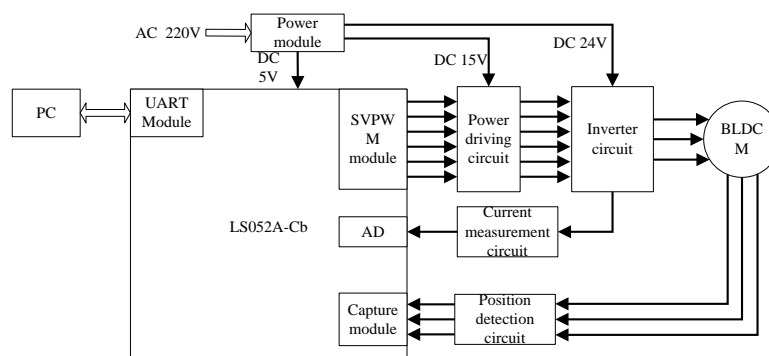 AC 220V
Power
module
DC
5V
DC 15V
DC 24V
PC
UART
Module
SVPW
M
module
Power
driving
circuit
Inverter
circuit
BLDC
M
LS052A-Cb
AD
Current
measurement
circuit
Capture
module
Position
detection
circuit